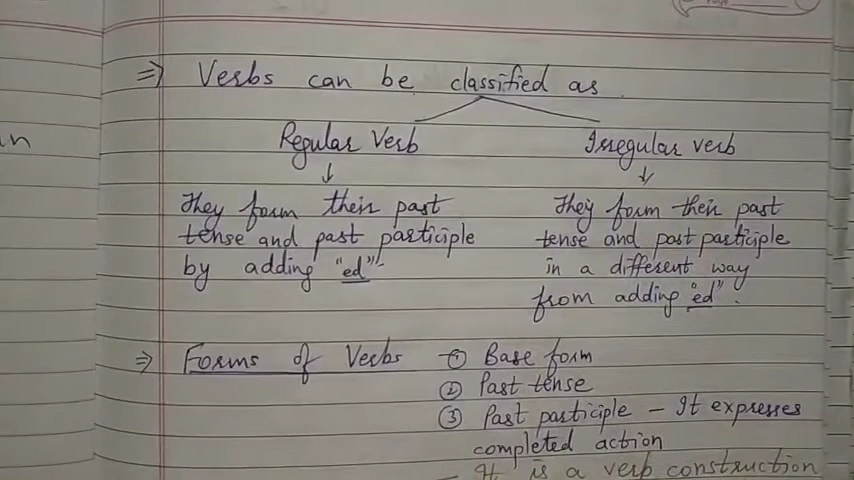 ⇒ Verbs can be classified as
Regular Verb
Irregular verb
↓
↓
They form their past
tense and past participle
by adding "ed"-
They form their past
tense and past participle
in a different way
from adding "ed".
⇒ Forms of Verbs ① Base form
② Past tense
③ Past participle - It expresses
completed action
- It is a verb construction